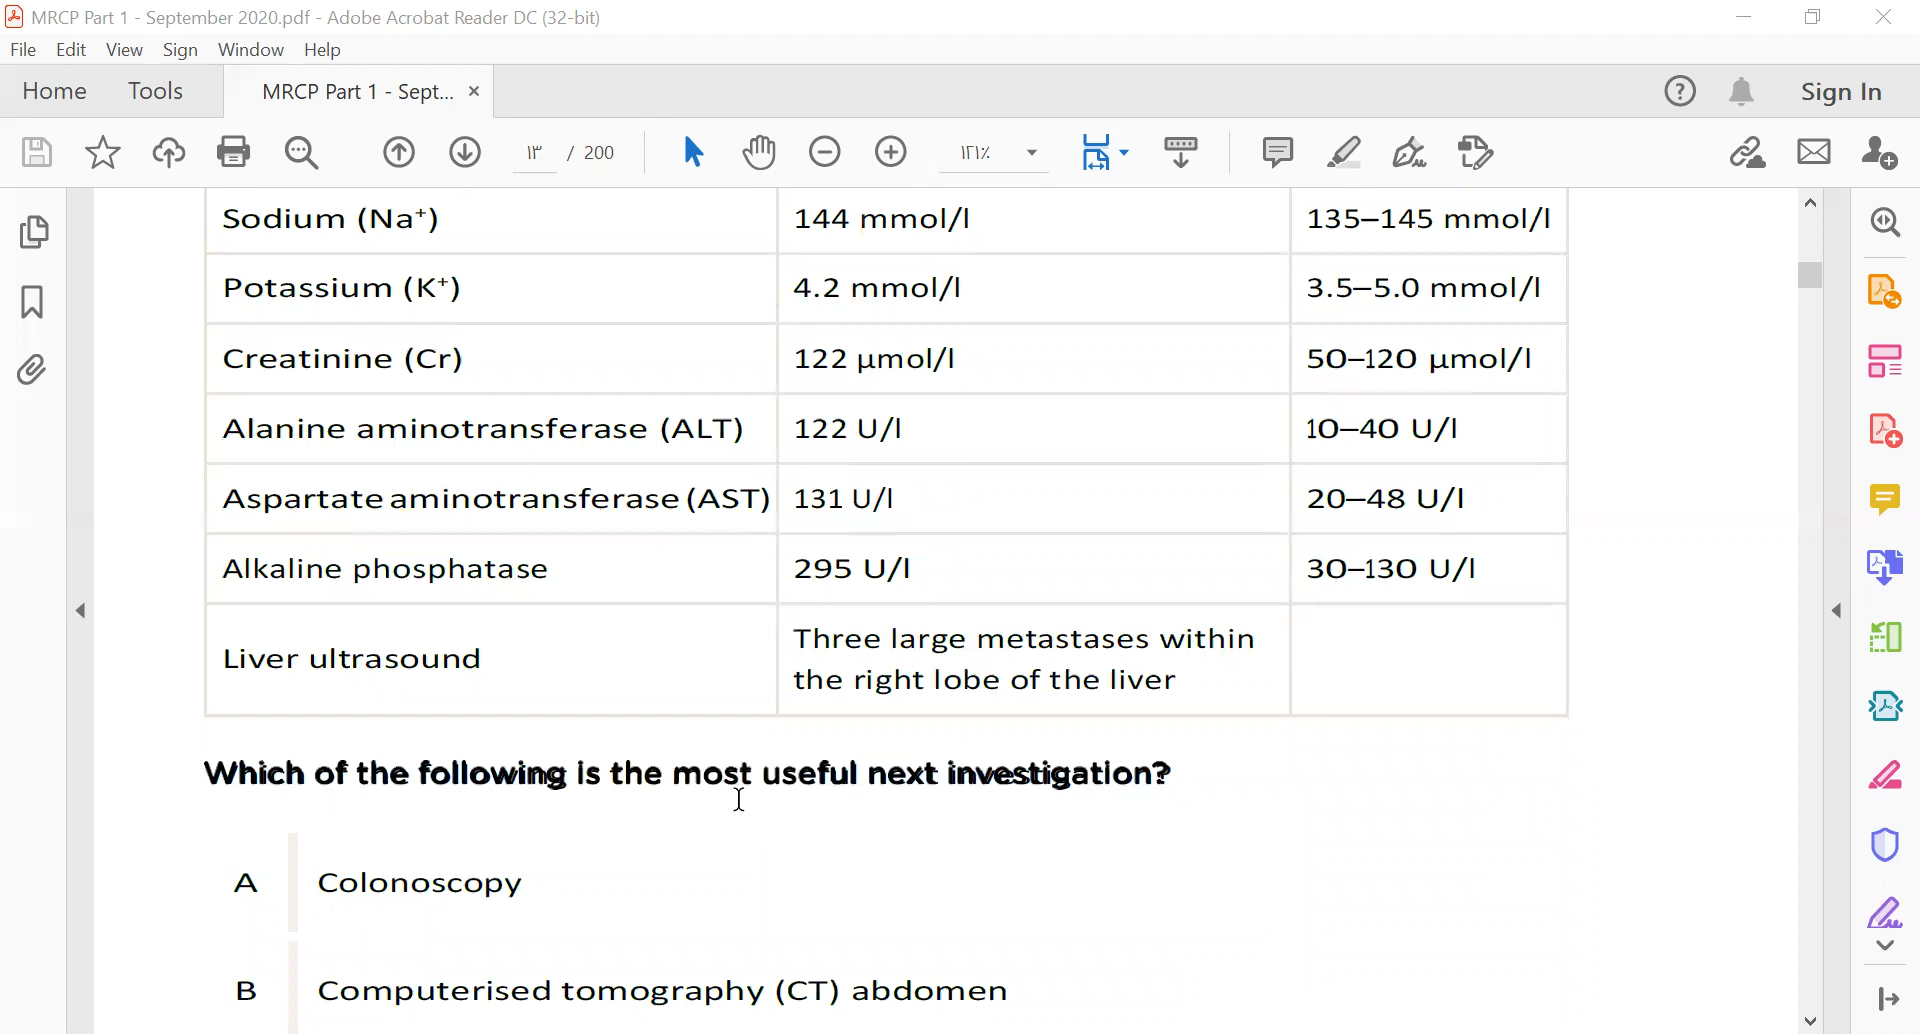 MRCP Part 1 - September 2020.pdf - Adobe Acrobat Reader DC (32-bit)
File Edit View Sign Window Help
Home Tools MRCP Part 1 - Sept... × Sign In
۱۳ / 200 ۱۲۱٪
Sodium (Na⁺) 144 mmol/l 135–145 mmol/l
Potassium (K⁺) 4.2 mmol/l 3.5–5.0 mmol/l
Creatinine (Cr) 122 µmol/l 50–120 µmol/l
Alanine aminotransferase (ALT) 122 U/l 10–40 U/l
Aspartate aminotransferase (AST) 131 U/l 20–48 U/l
Alkaline phosphatase 295 U/l 30–130 U/l
Liver ultrasound Three large metastases within
the right lobe of the liver
Which of the following is the most useful next investigation?
A Colonoscopy
B Computerised tomography (CT) abdomen